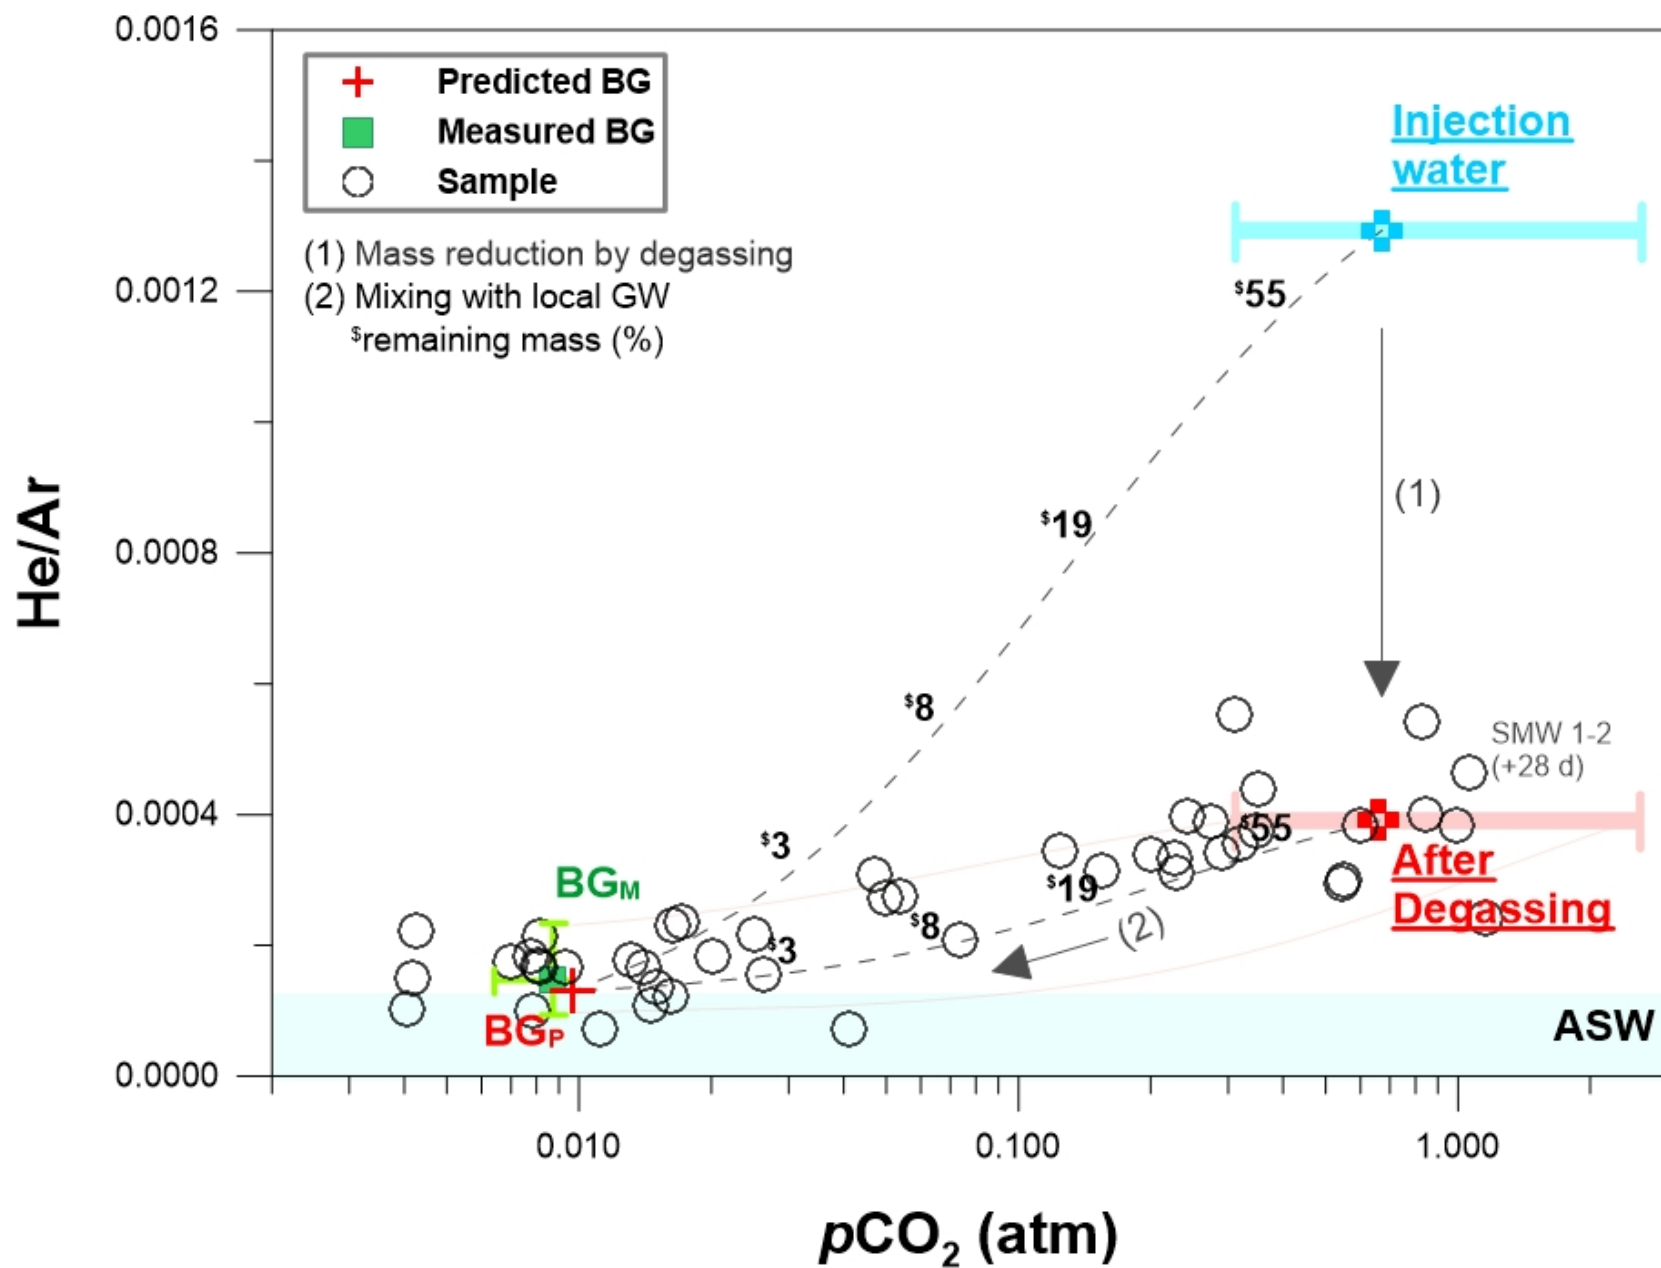 0.0016
Predicted BG
Measured BG
Sample
(1) Mass reduction by degassing
(2) Mixing with local GW
$remaining mass (%)
Injection
water
$55
0.0012
(1)
$19
0.0008
He/Ar
$8
SMW 1-2
(+28 d)
0.0004
$3
$55
After
Degassing
BGM
$19
$8
(2)
$3
BGP
ASW
0.0000
0.010
0.100
1.000
pCO2 (atm)